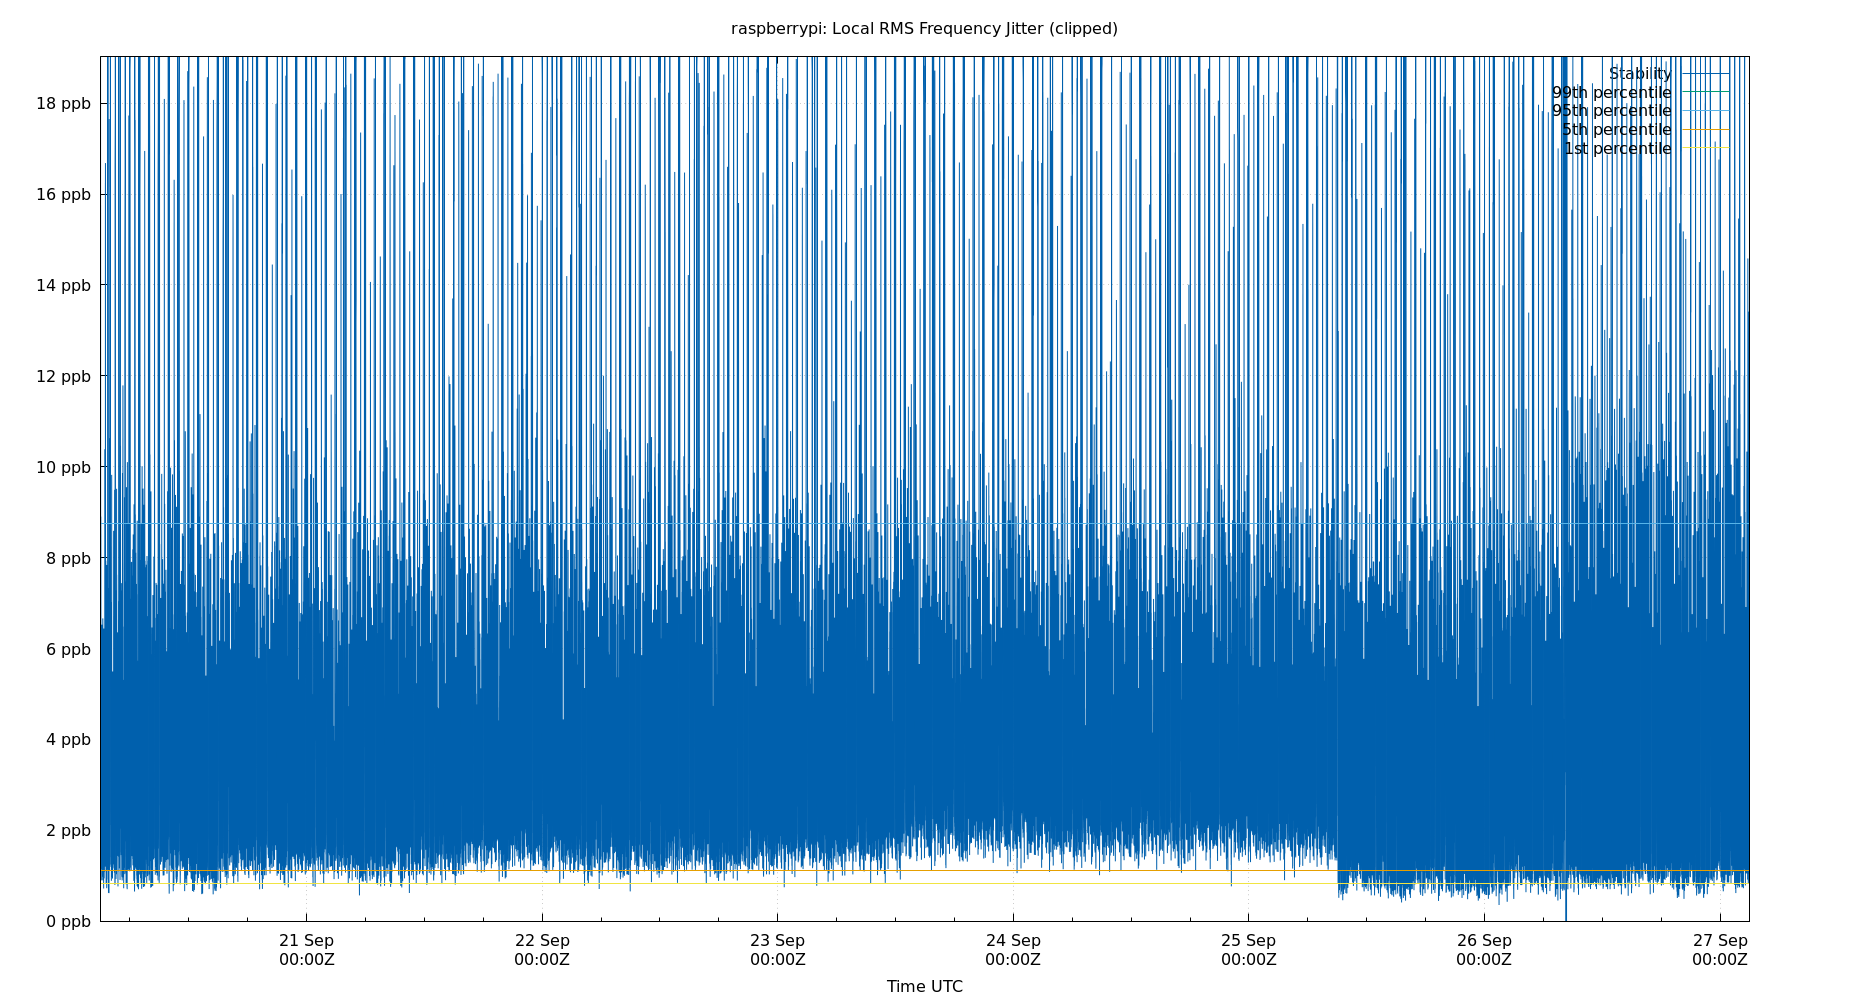 raspberrypi: Local RMS Frequency Jitter (clipped)
Stability
99th percentile
95th percentile
5th percentile
1st percentile
18 ppb
16 ppb
14 ppb
12 ppb
10 ppb
8 ppb
6 ppb
4 ppb
2 ppb
0 ppb
21 Sep 22 Sep 23 Sep 24 Sep 25 Sep 26 Sep 27 Sep
00:00Z 00:00Z 00:00Z 00:00Z 00:00Z 00:00Z 00:00Z
Time UTC